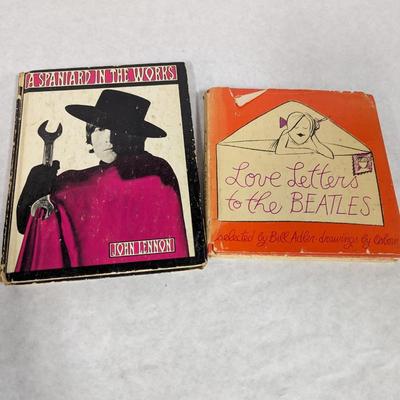 A SPANIARD IN THE WORKS
JOHN LENNON
Love Letters
to the BEATLES
selected by Bill Adler·drawings by